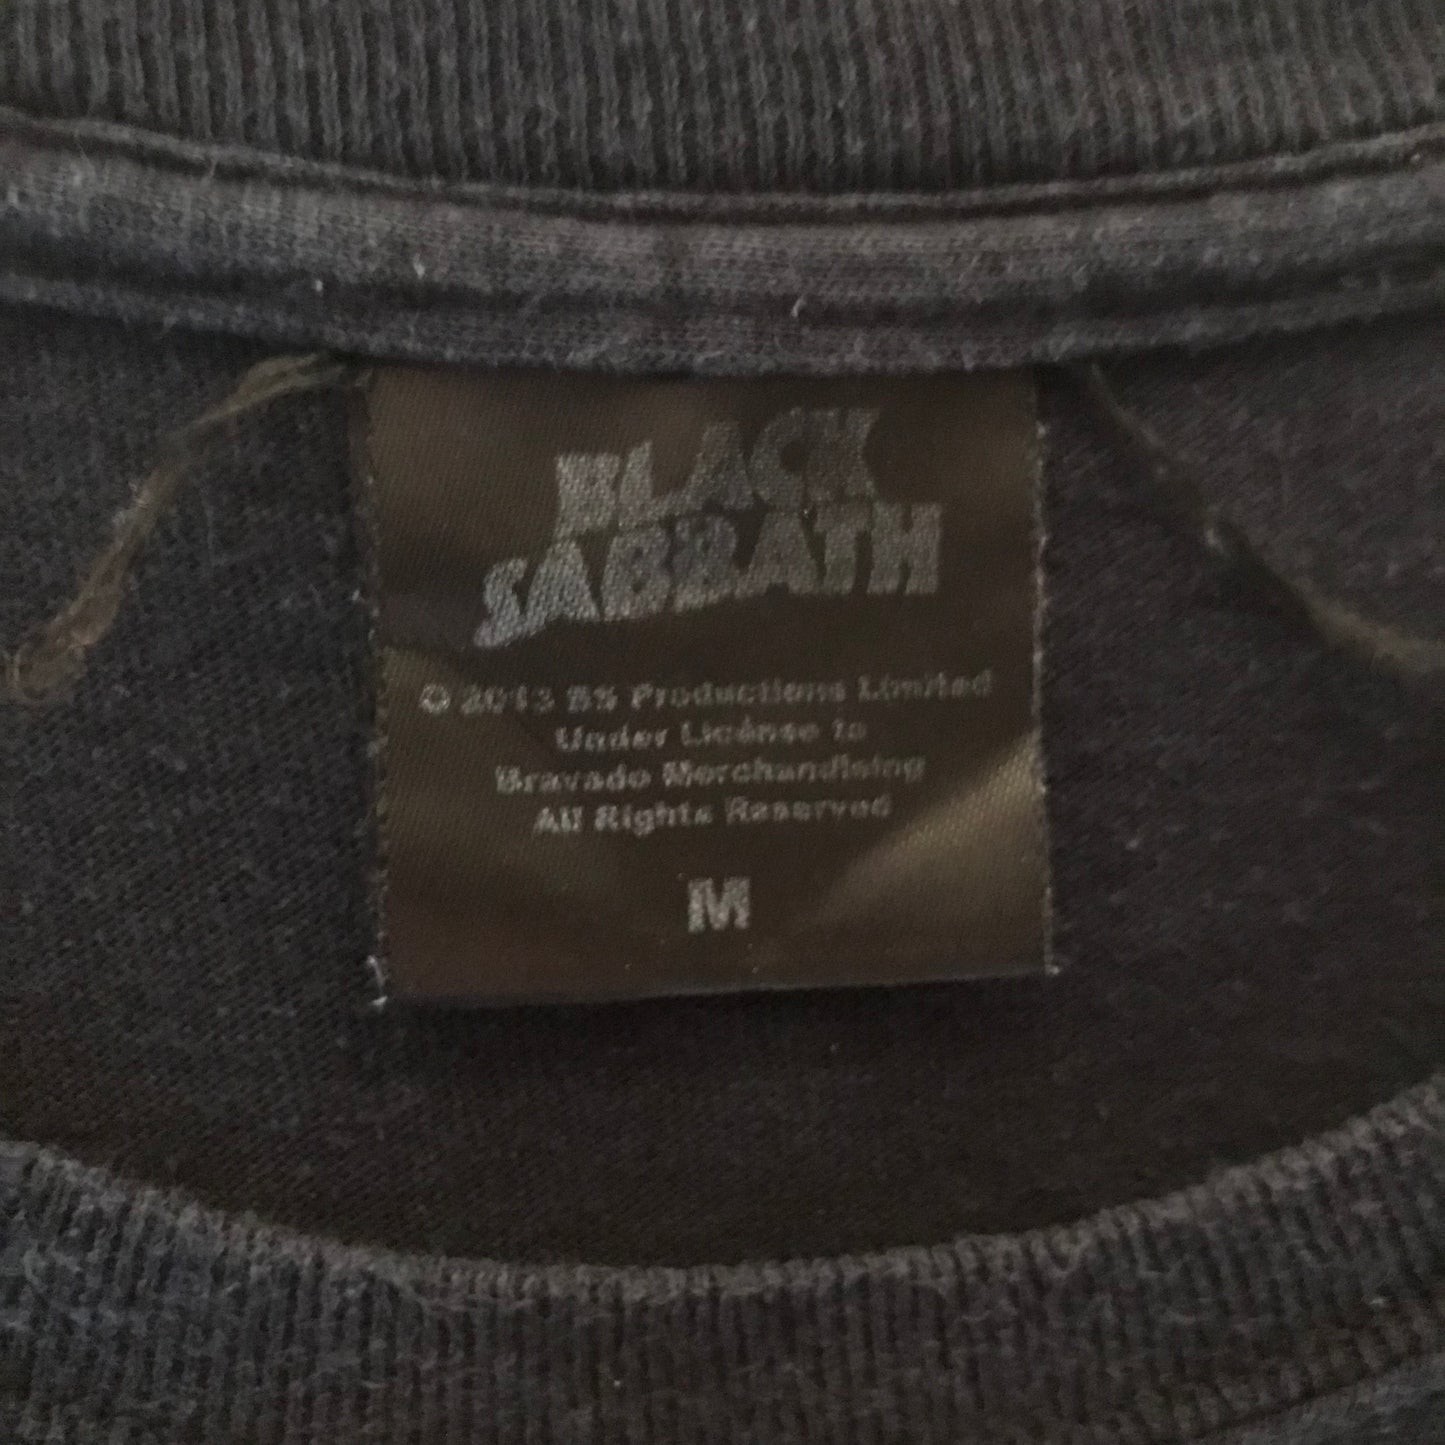 BLACK
SABBATH
© 2013 BS Productions Limited
Under License to
Bravado Merchandising
All Rights Reserved
M